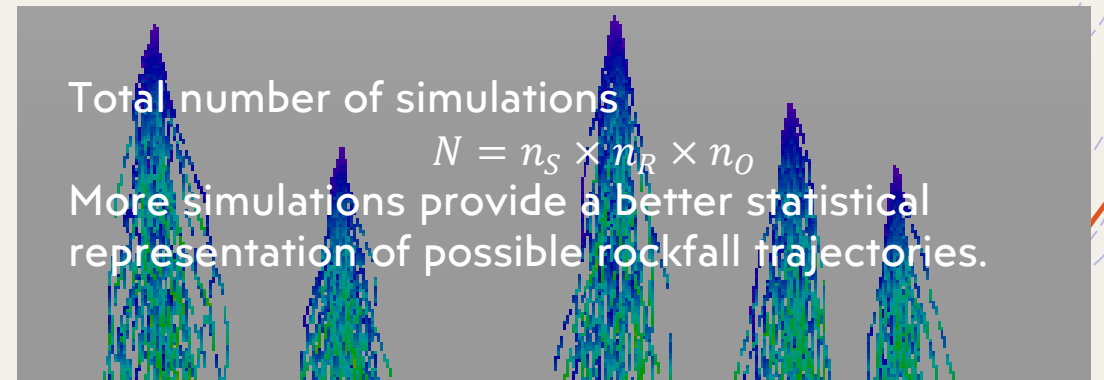 Total number of simulations
N = n_S × n_R × n_O
More simulations provide a better statistical
representation of possible rockfall trajectories.